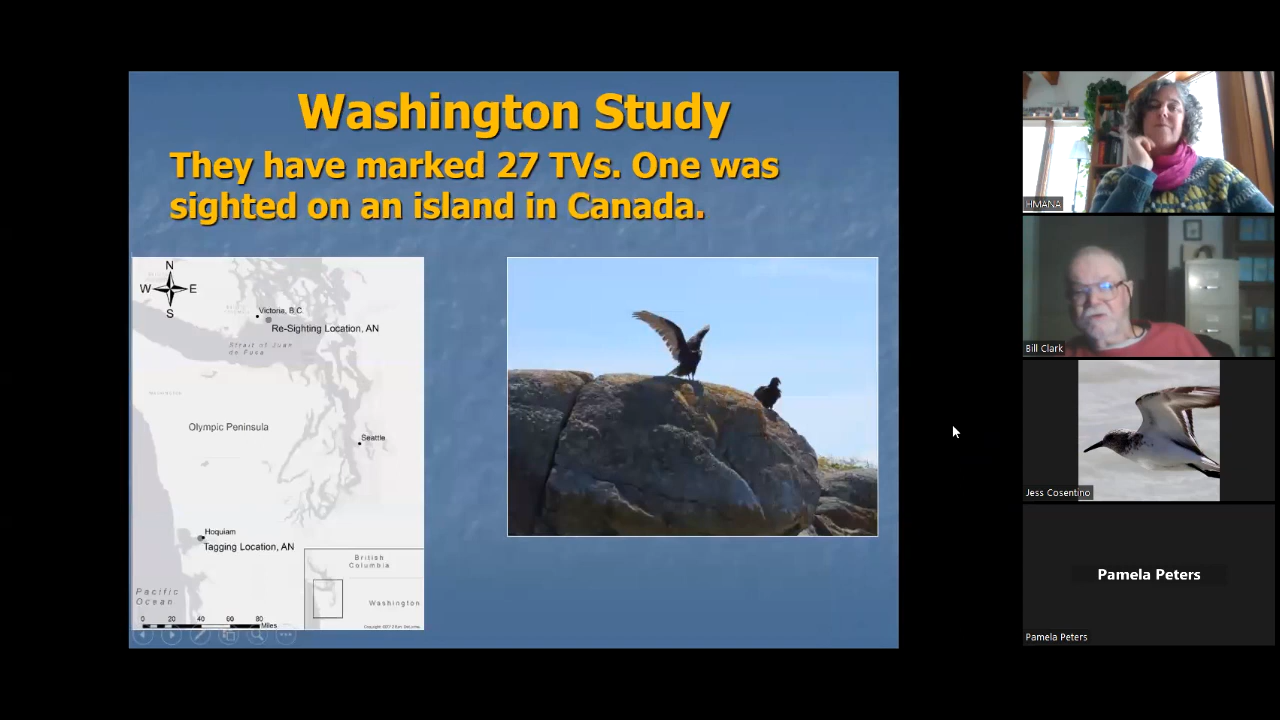 Washington Study
They have marked 27 TVs. One was
sighted on an island in Canada.
N
W
E
S
Victoria, B.C.
Re-Sighting Location, AN
Strait of Juan
de Fuca
Olympic Peninsula
Seattle
Hoquiam
Tagging Location, AN
British
Columbia
Pacific
Ocean
Washington
0 20 40 60 80
Miles
HMANA
Bill Clark
Jess Cosentino
Pamela Peters
Pamela Peters